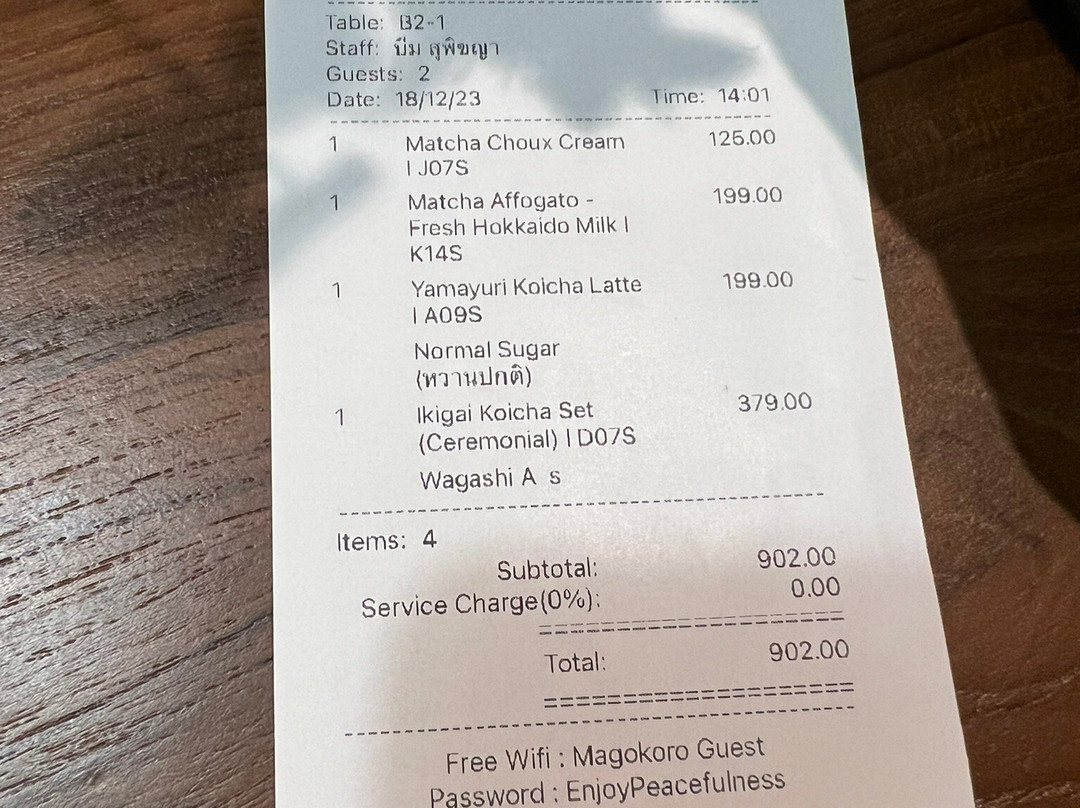 Table: B2-1
Staff: บีม สุพิชญา
Guests: 2
Date: 18/12/23 Time: 14:01
1 Matcha Choux Cream 125.00
| J07S
1 Matcha Affogato - 199.00
Fresh Hokkaido Milk |
K14S
1 Yamayuri Koicha Latte 199.00
| A09S
Normal Sugar
(หวานปกติ)
1 Ikigai Koicha Set 379.00
(Ceremonial) | D07S
Wagashi A s
Items: 4
Subtotal: 902.00
Service Charge(0%): 0.00
Total: 902.00
Free Wifi : Magokoro Guest
Password : EnjoyPeacefulness